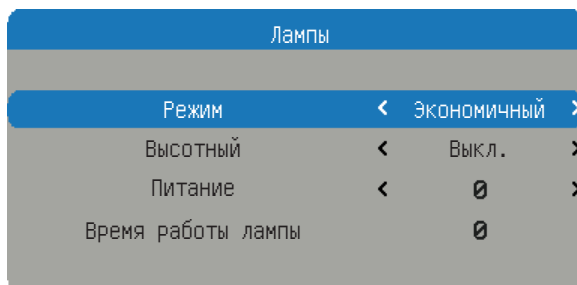 Лампы
Режим < Экономичный >
Высотный < Выкл. >
Питание < 0 >
Время работы лампы 0